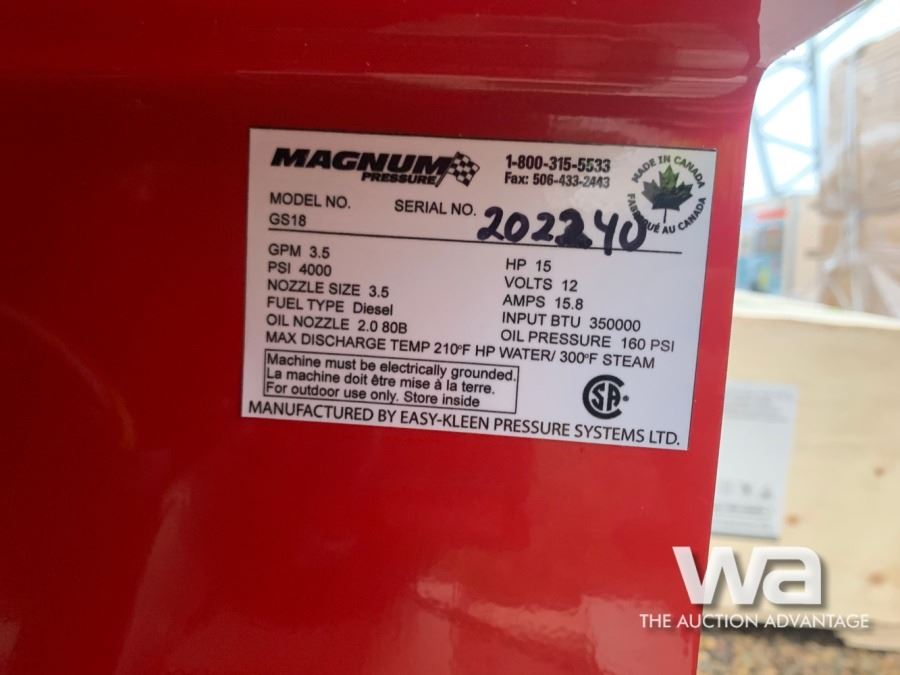 MAGNUM
PRESSURE
1-800-315-5533
Fax: 506-433-2443
MADE IN CANADA
FABRIQUÉ AU CANADA
MODEL NO.
GS18
SERIAL NO. 202240
GPM 3.5
PSI 4000
NOZZLE SIZE 3.5
FUEL TYPE Diesel
OIL NOZZLE 2.0 80B
HP 15
VOLTS 12
AMPS 15.8
INPUT BTU 350000
OIL PRESSURE 160 PSI
MAX DISCHARGE TEMP 210°F HP WATER/ 300°F STEAM
Machine must be electrically grounded.
La machine doit être mise à la terre.
For outdoor use only. Store inside
CSA
MANUFACTURED BY EASY-KLEEN PRESSURE SYSTEMS LTD.
wa
THE AUCTION ADVANTAGE